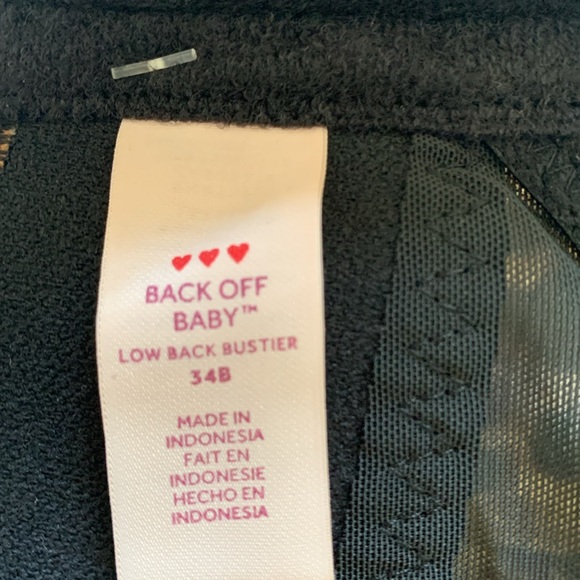 BACK OFF
BABY™
LOW BACK BUSTIER
34B
MADE IN
INDONESIA
FAIT EN
INDONESIE
HECHO EN
INDONESIA